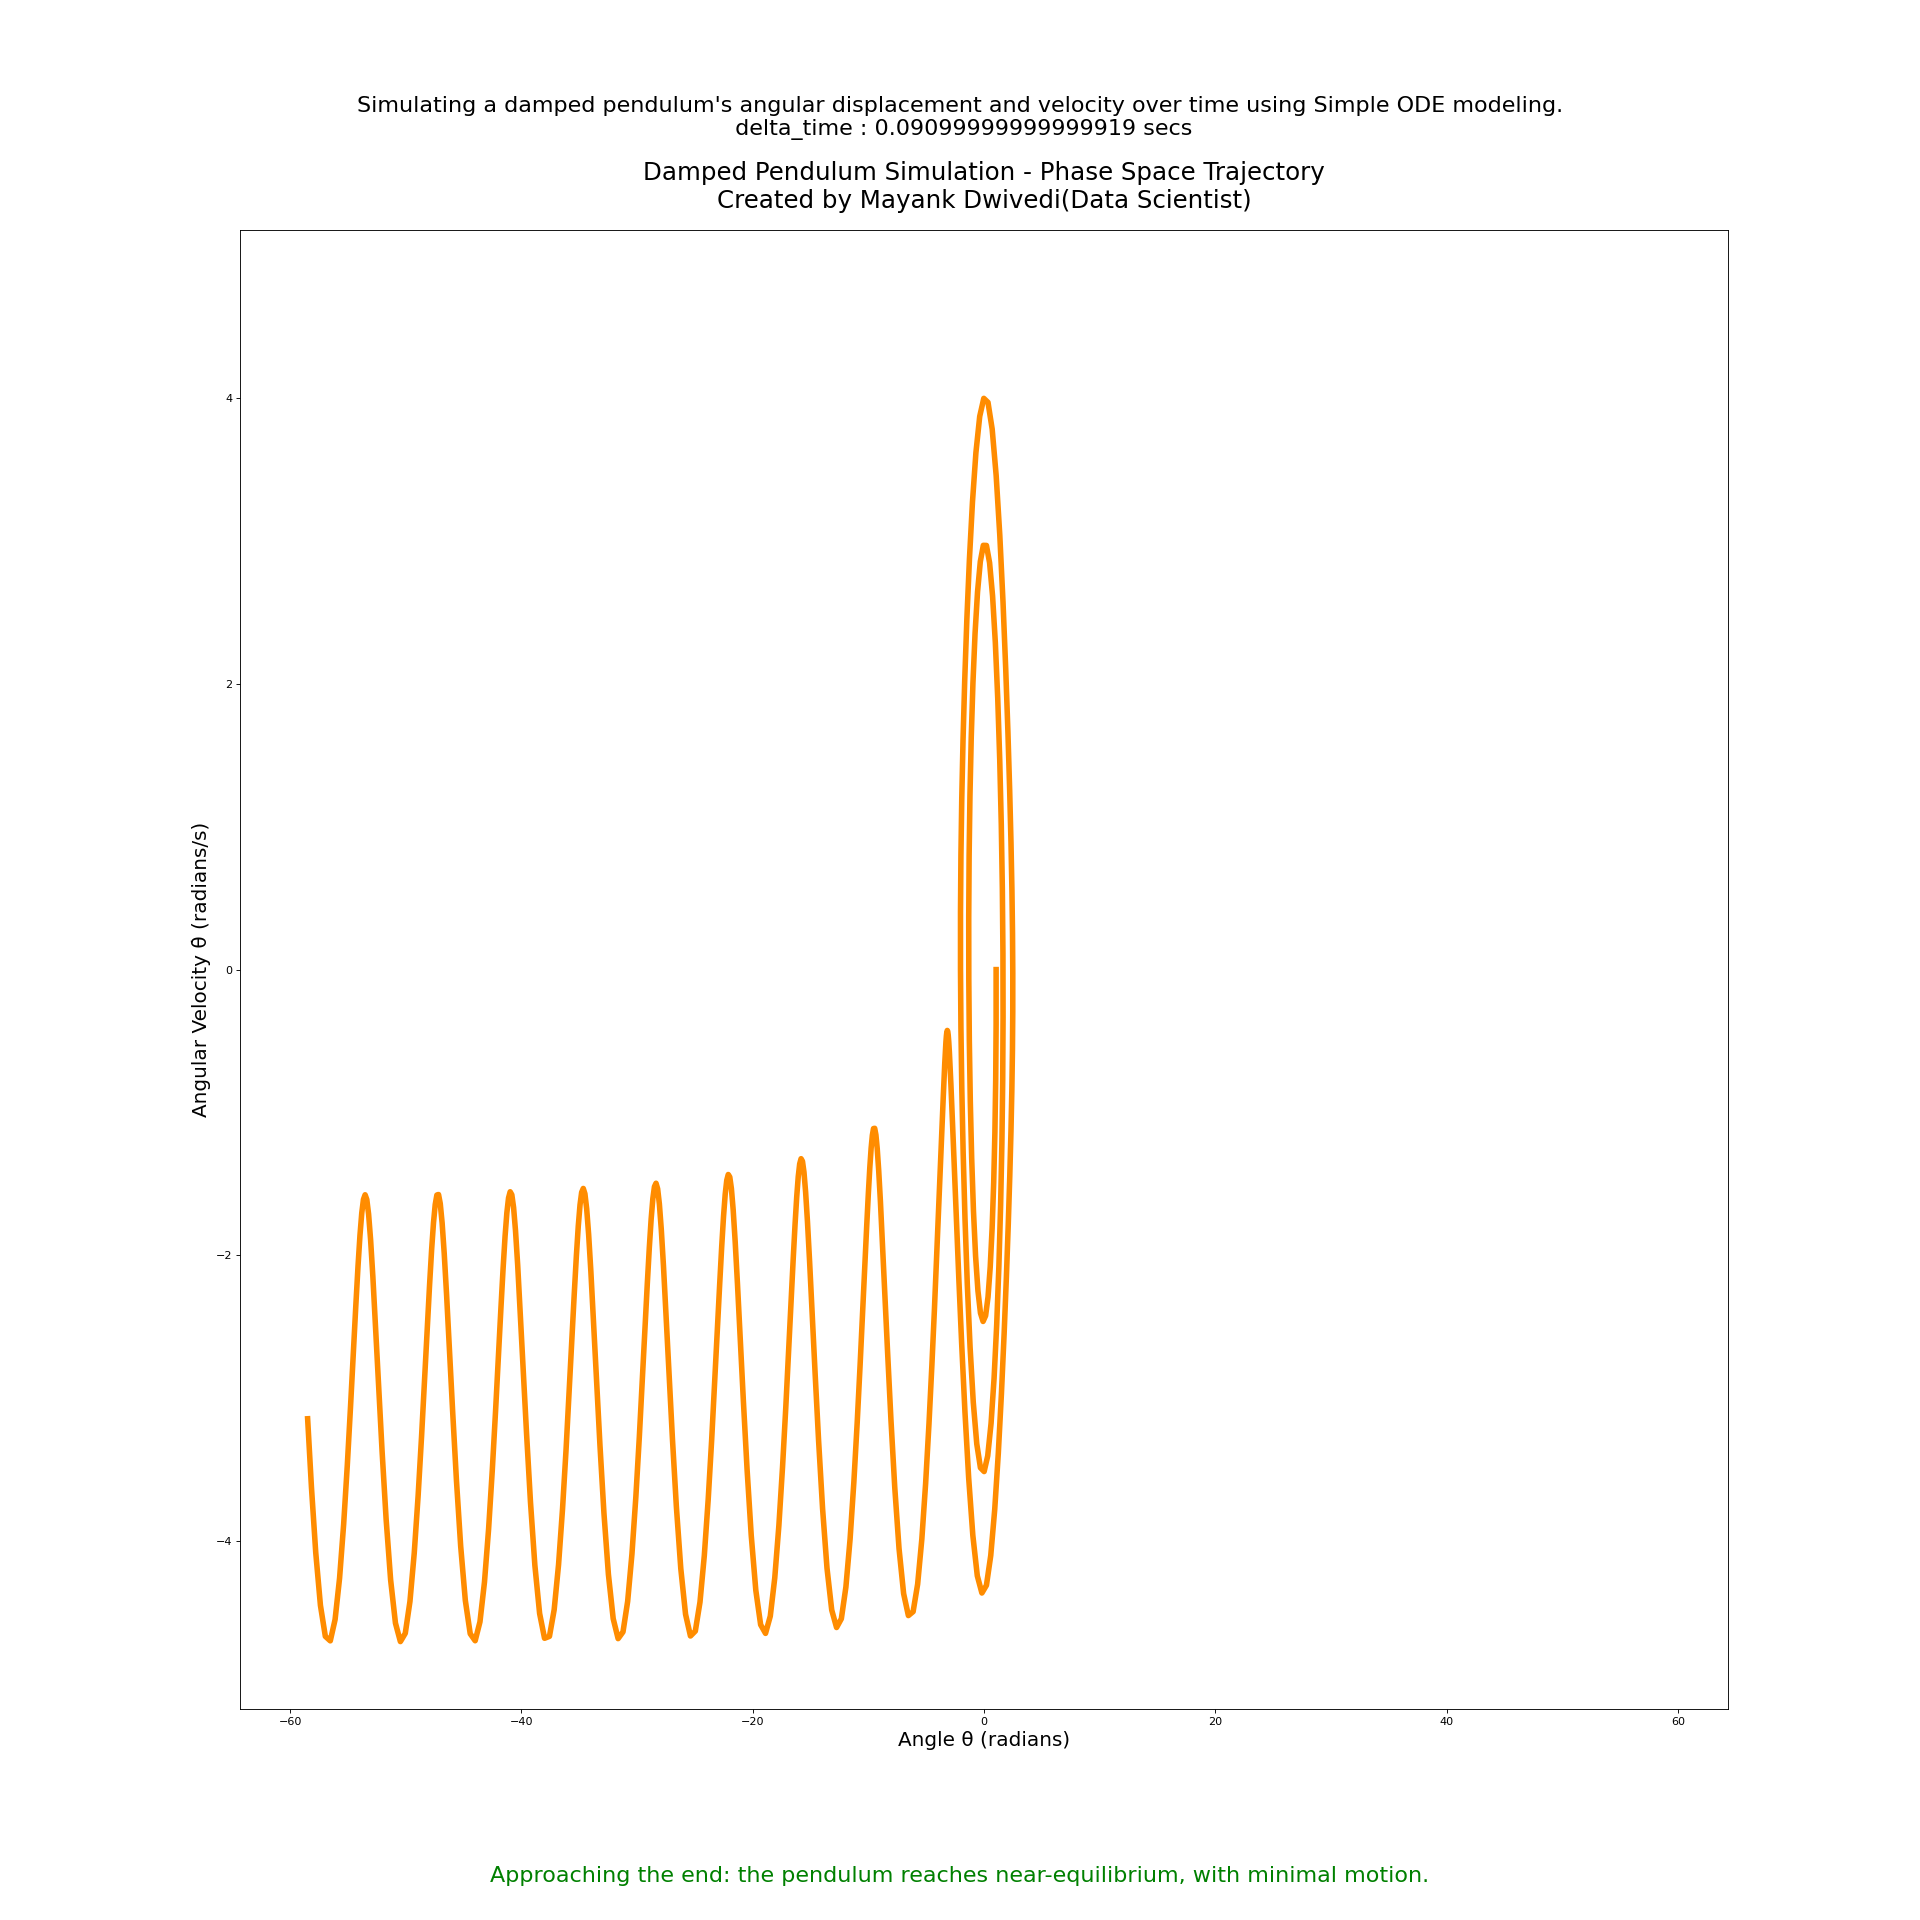 Simulating a damped pendulum's angular displacement and velocity over time using Simple ODE modeling.
delta_time : 0.09099999999999919 secs
Damped Pendulum Simulation - Phase Space Trajectory
Created by Mayank Dwivedi(Data Scientist)
Angular Velocity θ (radians/s)
4
2
0
−2
−4
−60
−40
−20
0
20
40
60
Angle θ (radians)
Approaching the end: the pendulum reaches near-equilibrium, with minimal motion.